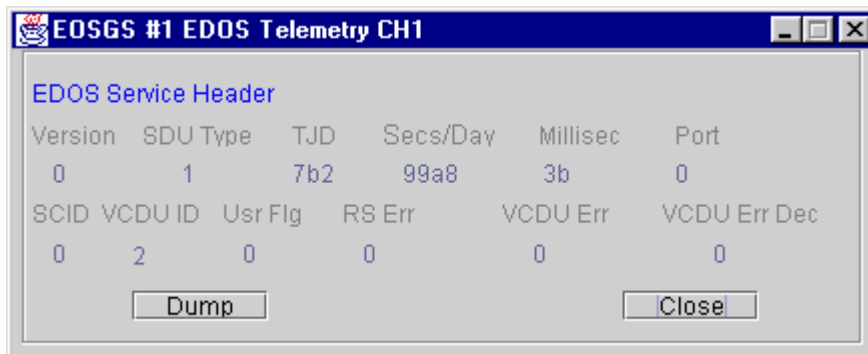 EOSGS #1 EDOS Telemetry CH1
EDOS Service Header
Version SDU Type TJD Secs/Day Millisec Port
0 1 7b2 99a8 3b 0
SCID VCDU ID Usr Flg RS Err VCDU Err VCDU Err Dec
0 2 0 0 0 0
Dump Close